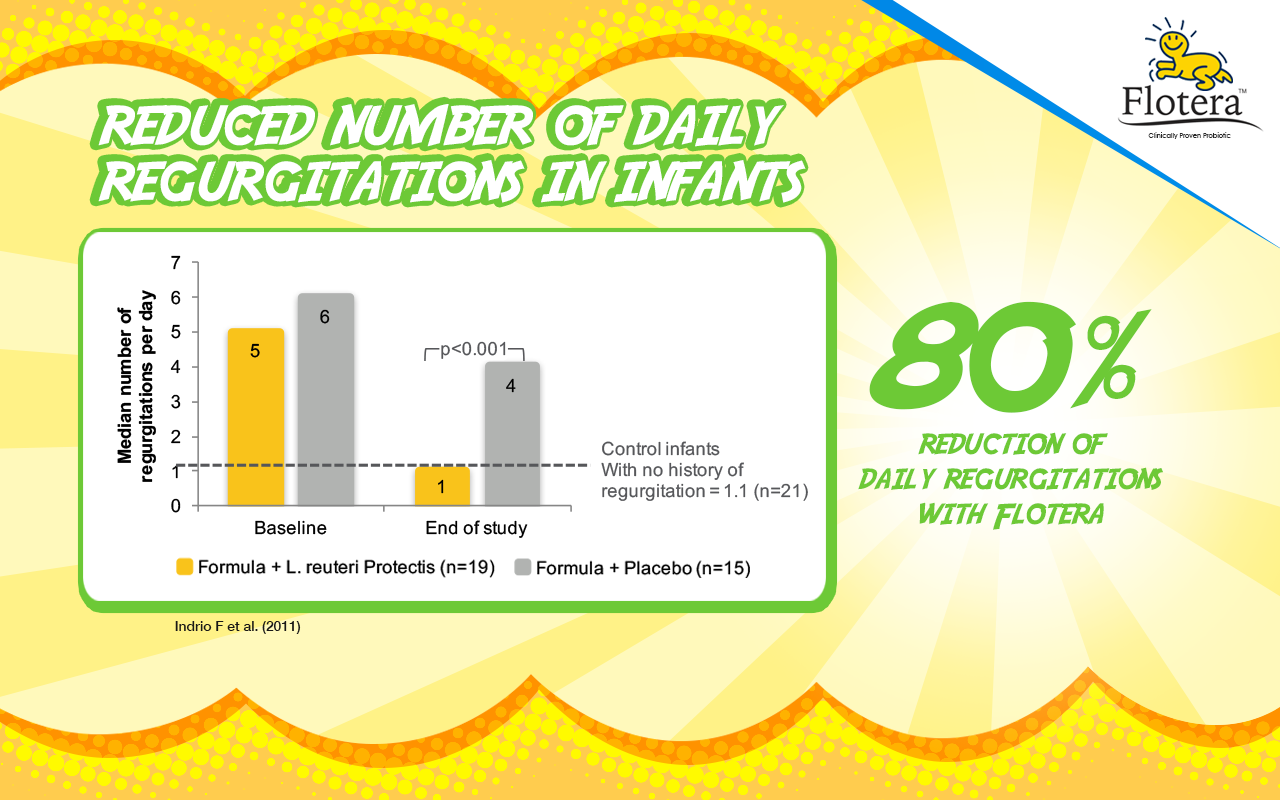 Flotera™
Clinically Proven Probiotic
REDUCED NUMBER OF DAILY
REGURGITATIONS IN INFANTS
Median number of
regurgitations per day
7
6
5
4
3
2
1
0
5
6
p<0.001
1
4
Control infants
With no history of
regurgitation = 1.1 (n=21)
Baseline
End of study
Formula + L. reuteri Protectis (n=19)
Formula + Placebo (n=15)
Indrio F et al. (2011)
80%
REDUCTION OF
DAILY REGURGITATIONS
WITH FLOTERA